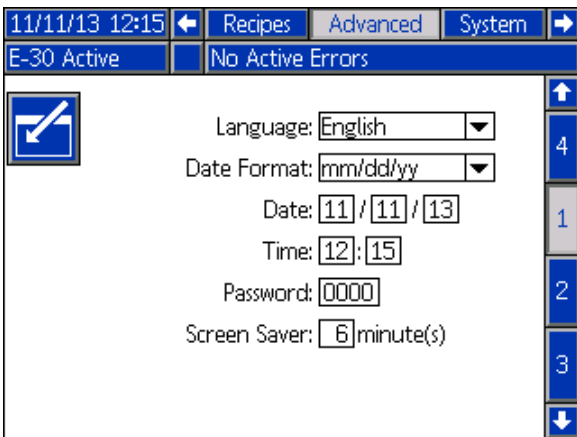 11/11/13 12:15 Recipes Advanced System
E-30 Active No Active Errors
Language: English
4
Date Format: mm/dd/yy
Date: 11 / 11 / 13
1
Time: 12 : 15
Password: 0000
2
Screen Saver: 6 minute(s)
3